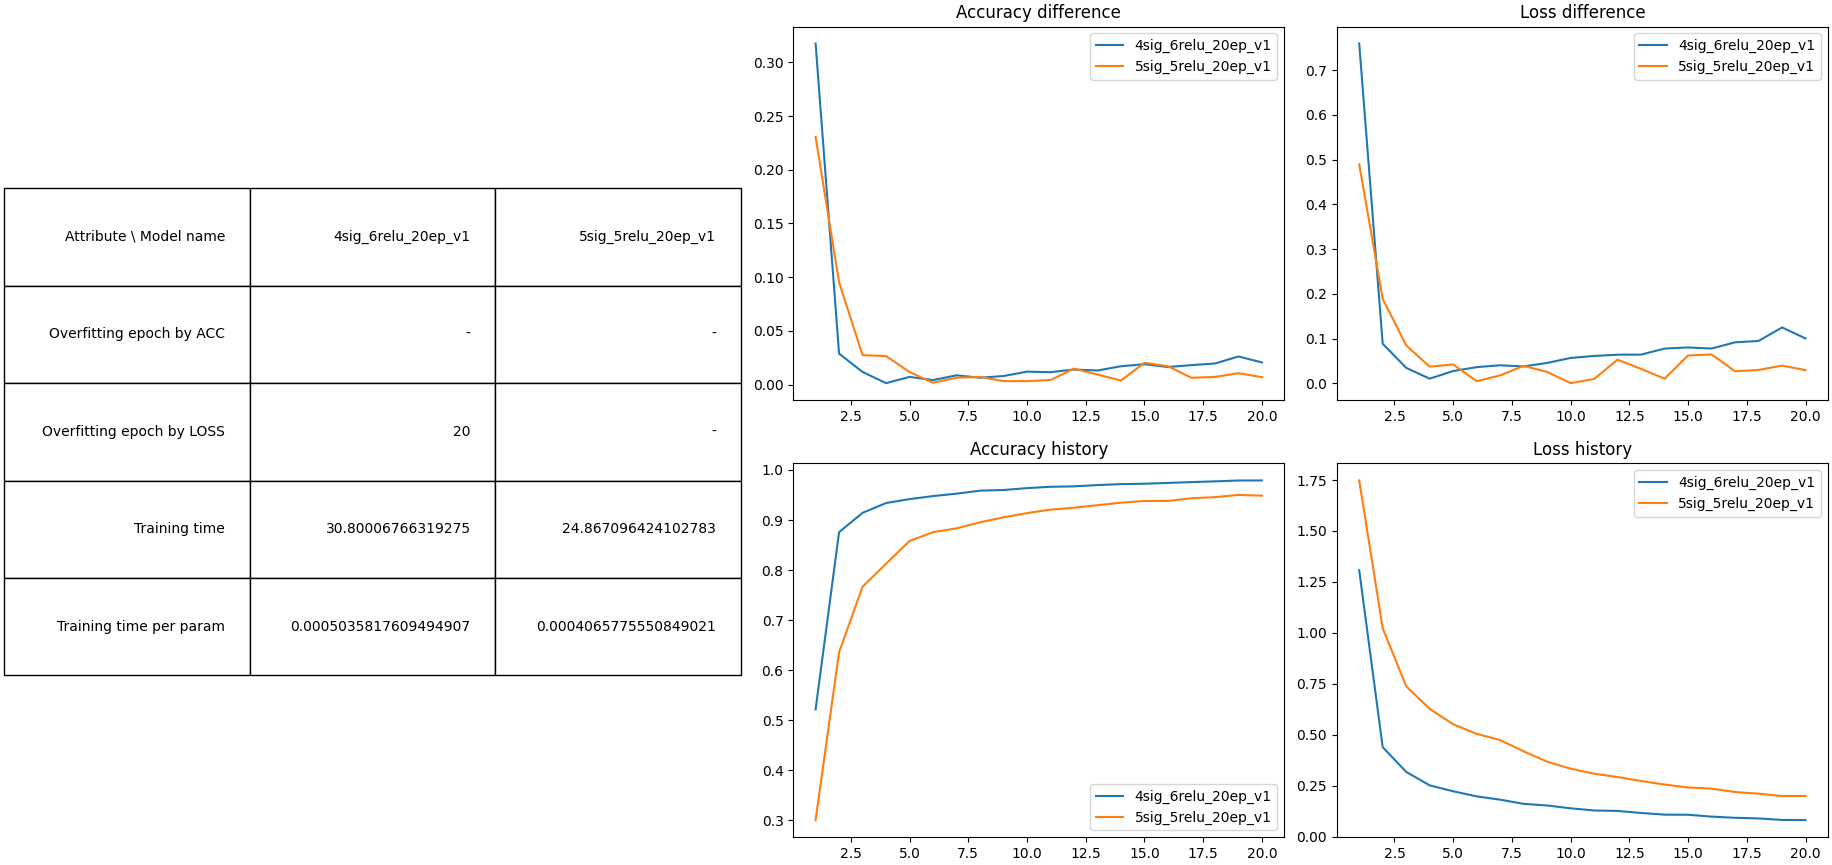 Attribute \ Model name 4sig_6relu_20ep_v1 5sig_5relu_20ep_v1
Overfitting epoch by ACC - -
Overfitting epoch by LOSS 20 -
Training time 30.80006766319275 24.867096424102783
Training time per param 0.0005035817609494907 0.0004065775550849021
Accuracy difference
4sig_6relu_20ep_v1
5sig_5relu_20ep_v1
0.30
0.25
0.20
0.15
0.10
0.05
0.00
2.5 5.0 7.5 10.0 12.5 15.0 17.5 20.0
Loss difference
4sig_6relu_20ep_v1
5sig_5relu_20ep_v1
0.7
0.6
0.5
0.4
0.3
0.2
0.1
0.0
2.5 5.0 7.5 10.0 12.5 15.0 17.5 20.0
Accuracy history
1.0
0.9
0.8
0.7
0.6
0.5
0.4
0.3
4sig_6relu_20ep_v1
5sig_5relu_20ep_v1
2.5 5.0 7.5 10.0 12.5 15.0 17.5 20.0
Loss history
4sig_6relu_20ep_v1
5sig_5relu_20ep_v1
1.75
1.50
1.25
1.00
0.75
0.50
0.25
0.00
2.5 5.0 7.5 10.0 12.5 15.0 17.5 20.0